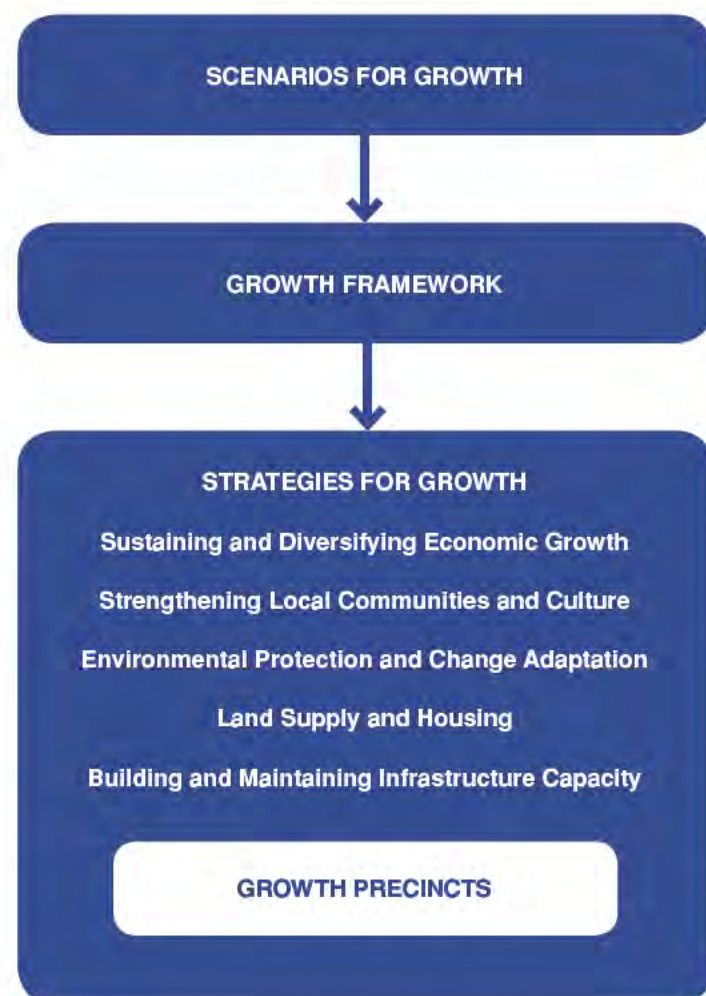 SCENARIOS FOR GROWTH
GROWTH FRAMEWORK
STRATEGIES FOR GROWTH
Sustaining and Diversifying Economic Growth
Strengthening Local Communities and Culture
Environmental Protection and Change Adaptation
Land Supply and Housing
Building and Maintaining Infrastructure Capacity
GROWTH PRECINCTS